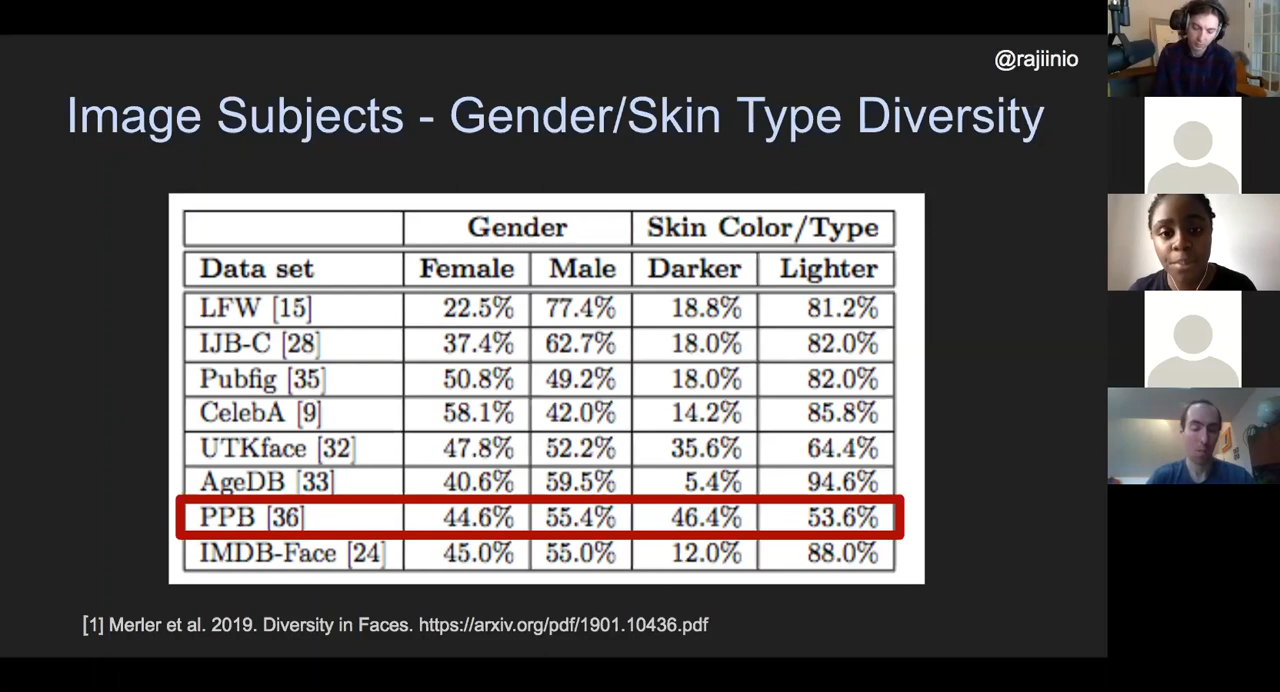 @rajiinio
Image Subjects - Gender/Skin Type Diversity
Gender Skin Color/Type
Data set Female Male Darker Lighter
LFW [15] 22.5% 77.4% 18.8% 81.2%
IJB-C [28] 37.4% 62.7% 18.0% 82.0%
Pubfig [35] 50.8% 49.2% 18.0% 82.0%
CelebA [9] 58.1% 42.0% 14.2% 85.8%
UTKface [32] 47.8% 52.2% 35.6% 64.4%
AgeDB [33] 40.6% 59.5% 5.4% 94.6%
PPB [36] 44.6% 55.4% 46.4% 53.6%
IMDB-Face [24] 45.0% 55.0% 12.0% 88.0%
[1] Merler et al. 2019. Diversity in Faces. https://arxiv.org/pdf/1901.10436.pdf